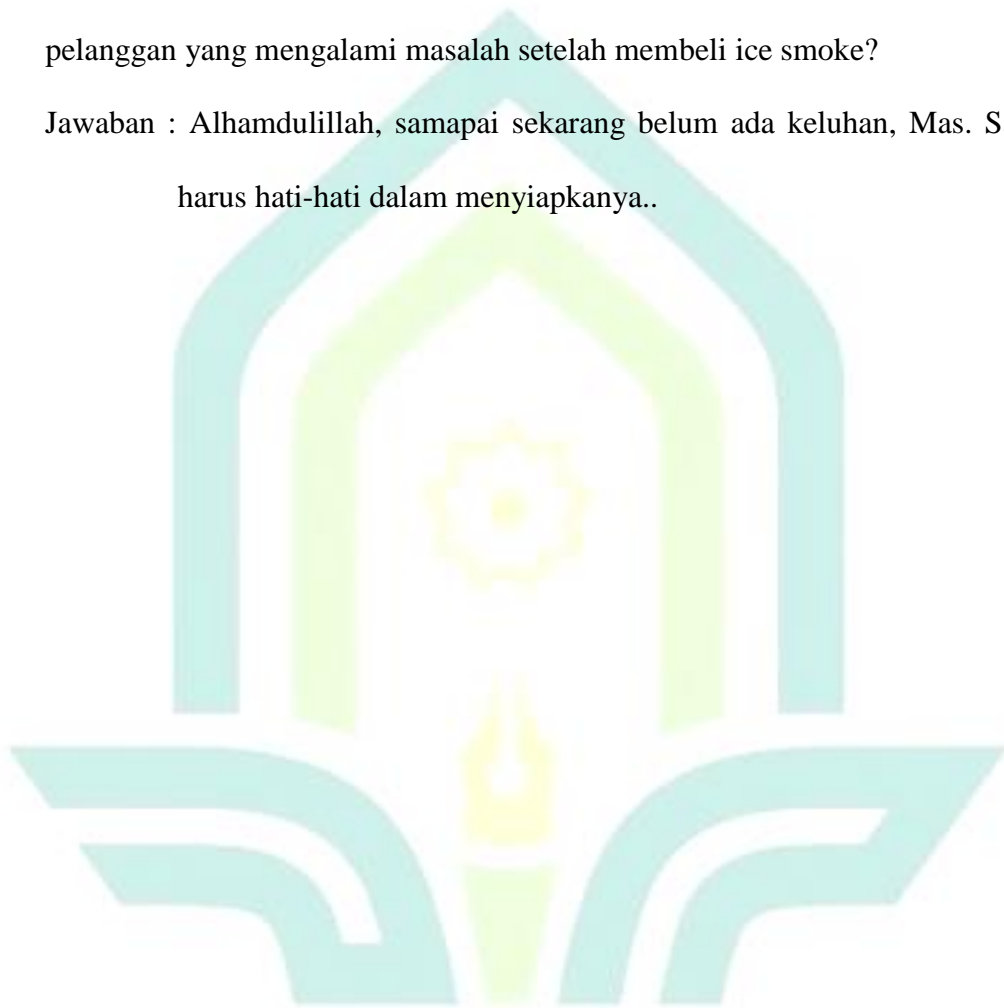 pelanggan yang mengalami masalah setelah membeli ice smoke?
Jawaban : Alhamdulillah, samapai sekarang belum ada keluhan, Mas. S
harus hati-hati dalam menyiapkanya..